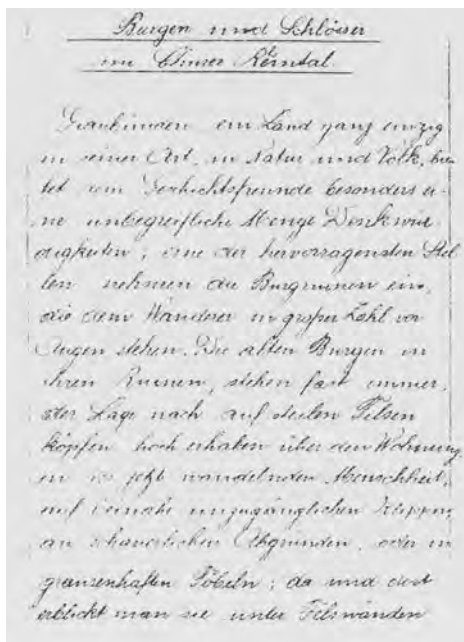 Burgen und Schlösser
im Churer Rheintal.
Graubünden ein Land ganz einzig
in seiner Art, in Natur und Volk, bie-
tet dem Geschichtsfreunde besonders ei-
ne unbegreifliche Menge Denkwür-
digkeiten; eine der hervorragensten Stel-
len nehmen die Burgruinen ein,
die dem Wanderer in großer Zahl vor
Augen stehen. Die alten Burgen in
ihren Ruinen, stehen fast immer,
der Lage nach auf steilen Felsen
köpfen hoch erhaben über den Wohnung
en der jetzt wandelnden Menschheit,
auf beinahe unzugänglichen Klippen,
an schauerlichen Abgründen, oder in
grausenhaften Töbeln; da und dort
erblickt man sie unter Felswänden